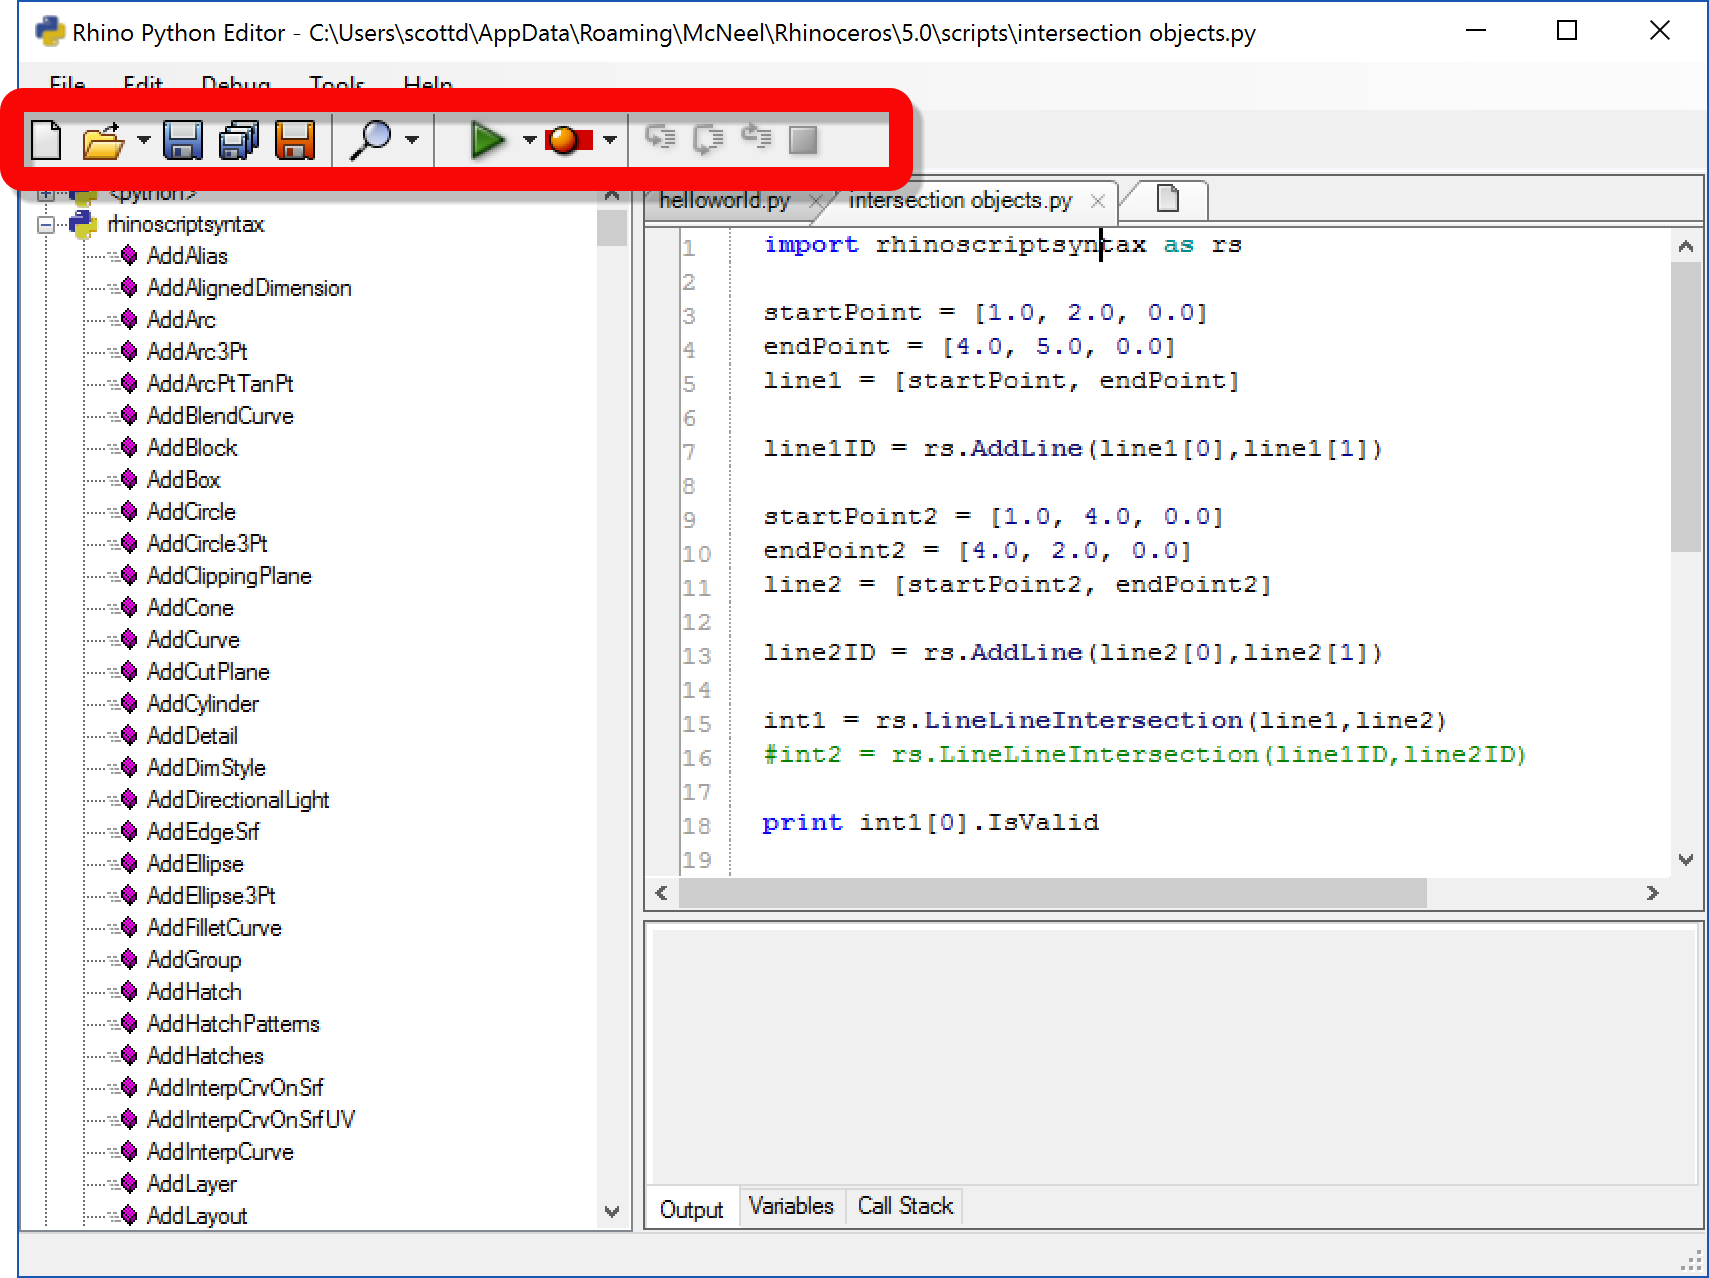 Rhino Python Editor - C:\Users\scottd\AppData\Roaming\McNeel\Rhinoceros\5.0\scripts\intersection objects.py
File Edit Debug Tools Help
<python>
rhinoscriptsyntax
AddAlias
AddAlignedDimension
AddArc
AddArc3Pt
AddArcPtTanPt
AddBlendCurve
AddBlock
AddBox
AddCircle
AddCircle3Pt
AddClippingPlane
AddCone
AddCurve
AddCutPlane
AddCylinder
AddDetail
AddDimStyle
AddDirectionalLight
AddEdgeSrf
AddEllipse
AddEllipse3Pt
AddFilletCurve
AddGroup
AddHatch
AddHatchPatterns
AddHatches
AddInterpCrvOnSrf
AddInterpCrvOnSrfUV
AddInterpCurve
AddLayer
AddLayout
helloworld.py intersection objects.py
1 import rhinoscriptsyntax as rs
2
3 startPoint = [1.0, 2.0, 0.0]
4 endPoint = [4.0, 5.0, 0.0]
5 line1 = [startPoint, endPoint]
6
7 line1ID = rs.AddLine(line1[0],line1[1])
8
9 startPoint2 = [1.0, 4.0, 0.0]
10 endPoint2 = [4.0, 2.0, 0.0]
11 line2 = [startPoint2, endPoint2]
12
13 line2ID = rs.AddLine(line2[0],line2[1])
14
15 int1 = rs.LineLineIntersection(line1,line2)
16 #int2 = rs.LineLineIntersection(line1ID,line2ID)
17
18 print int1[0].IsValid
19
Output Variables Call Stack